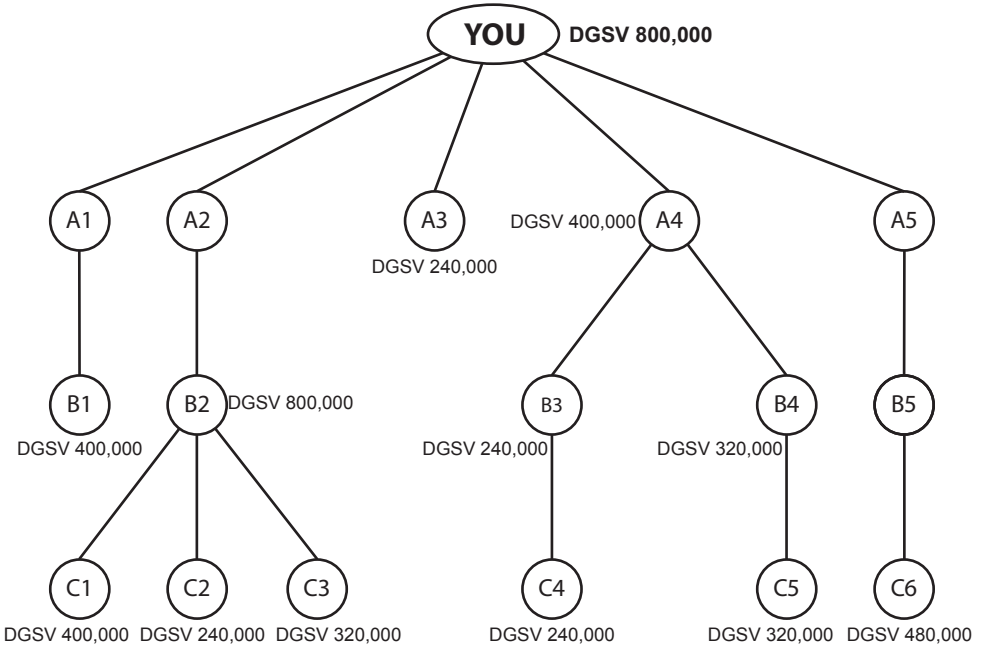 YOU DGSV 800,000
A1 A2 A3 DGSV 400,000 A4 A5
DGSV 240,000
B1 B2 DGSV 800,000 B3 B4 B5
DGSV 400,000 DGSV 240,000 DGSV 320,000
C1 C2 C3 C4 C5 C6
DGSV 400,000 DGSV 240,000 DGSV 320,000 DGSV 240,000 DGSV 320,000 DGSV 480,000